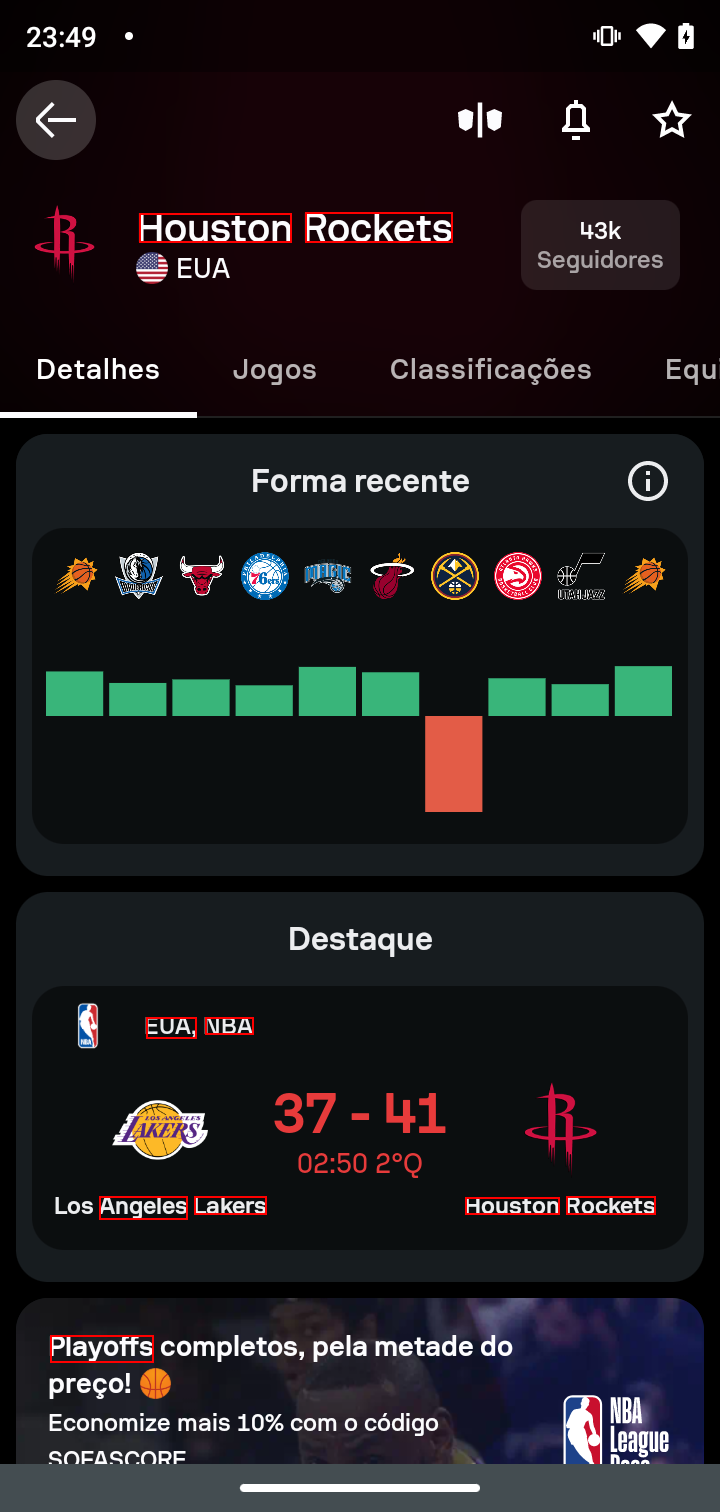 23:49
Houston Rockets
EUA
43k
Seguidores
Detalhes Jogos Classificações Equi
Forma recente
Destaque
EUA, NBA
37 - 41
02:50 2°Q
Los Angeles Lakers
Houston Rockets
Playoffs completos, pela metade do
preço!
Economize mais 10% com o código
SOFASCORE
NBA
League
Pass